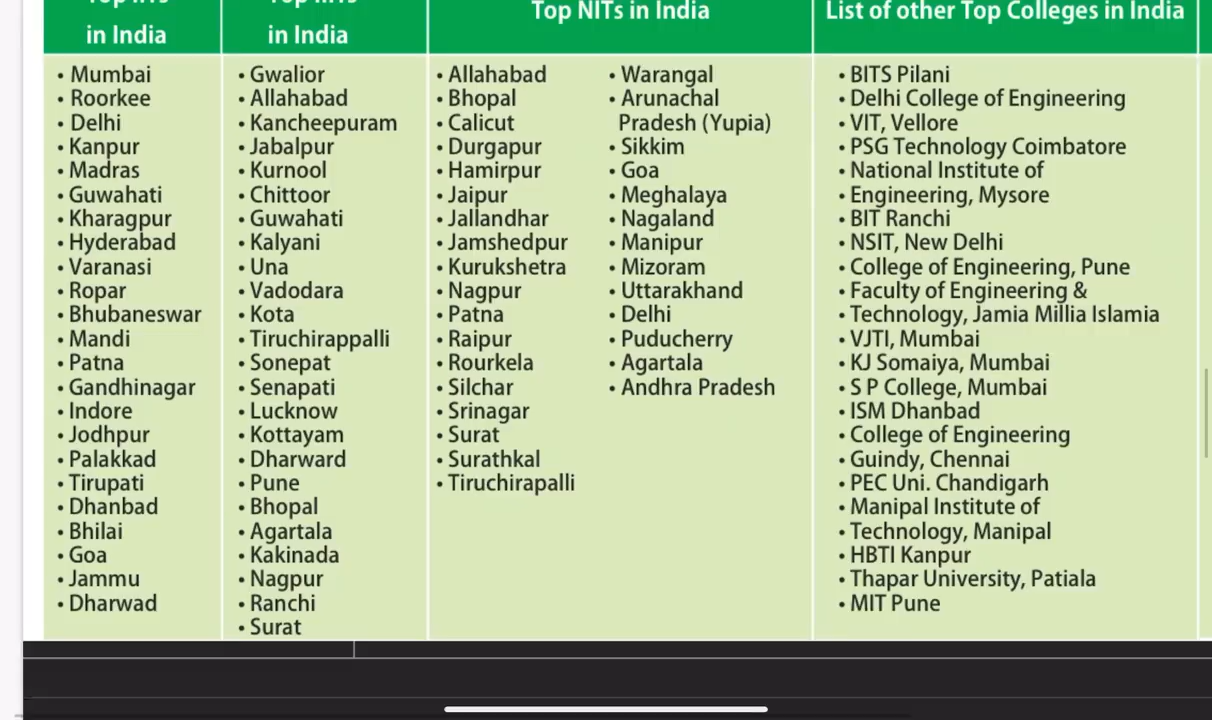 in India
in India
Top NITs in India
List of other Top Colleges in India
• Mumbai
• Roorkee
• Delhi
• Kanpur
• Madras
• Guwahati
• Kharagpur
• Hyderabad
• Varanasi
• Ropar
• Bhubaneswar
• Mandi
• Patna
• Gandhinagar
• Indore
• Jodhpur
• Palakkad
• Tirupati
• Dhanbad
• Bhilai
• Goa
• Jammu
• Dharwad
• Gwalior
• Allahabad
• Kancheepuram
• Jabalpur
• Kurnool
• Chittoor
• Guwahati
• Kalyani
• Una
• Vadodara
• Kota
• Tiruchirappalli
• Sonepat
• Senapati
• Lucknow
• Kottayam
• Dharward
• Pune
• Bhopal
• Agartala
• Kakinada
• Nagpur
• Ranchi
• Surat
• Allahabad
• Bhopal
• Calicut
• Durgapur
• Hamirpur
• Jaipur
• Jallandhar
• Jamshedpur
• Kurukshetra
• Nagpur
• Patna
• Raipur
• Rourkela
• Silchar
• Srinagar
• Surat
• Surathkal
• Tiruchirapalli
• Warangal
• Arunachal
Pradesh (Yupia)
• Sikkim
• Goa
• Meghalaya
• Nagaland
• Manipur
• Mizoram
• Uttarakhand
• Delhi
• Puducherry
• Agartala
• Andhra Pradesh
• BITS Pilani
• Delhi College of Engineering
• VIT, Vellore
• PSG Technology Coimbatore
• National Institute of
• Engineering, Mysore
• BIT Ranchi
• NSIT, New Delhi
• College of Engineering, Pune
• Faculty of Engineering &
• Technology, Jamia Millia Islamia
• VJTI, Mumbai
• KJ Somaiya, Mumbai
• S P College, Mumbai
• ISM Dhanbad
• College of Engineering
• Guindy, Chennai
• PEC Uni. Chandigarh
• Manipal Institute of
• Technology, Manipal
• HBTI Kanpur
• Thapar University, Patiala
• MIT Pune